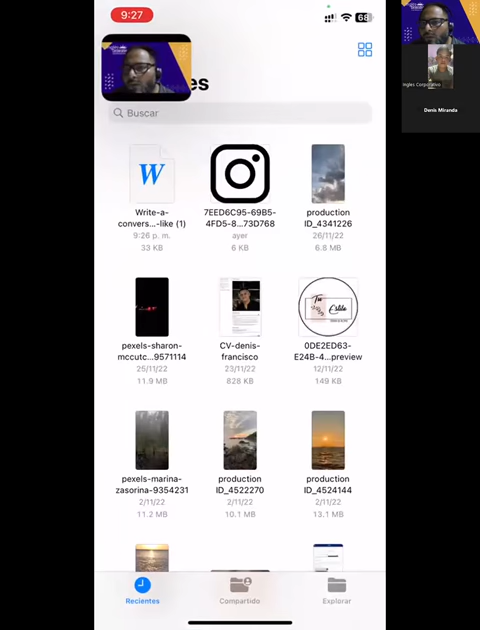 9:27
68
es
Buscar
W
Write-a-
convers...-like (1)
9:26 p. m.
33 KB
7EED6C95-69B5-
4FD5-8...73D768
ayer
6 KB
production
ID_4341226
26/11/22
6.8 MB
pexels-sharon-
mccutc...9571114
25/11/22
11.9 MB
CV-denis-
francisco
23/11/22
828 KB
Tu
Estilo
0DE2ED63-
E24B-4...preview
12/11/22
149 KB
pexels-marina-
zasorina-9354231
2/11/22
11.2 MB
production
ID_4522270
2/11/22
10.1 MB
production
ID_4524144
2/11/22
13.1 MB
Recientes
Compartido
Explorar
ngles Corporativo
Denis Miranda